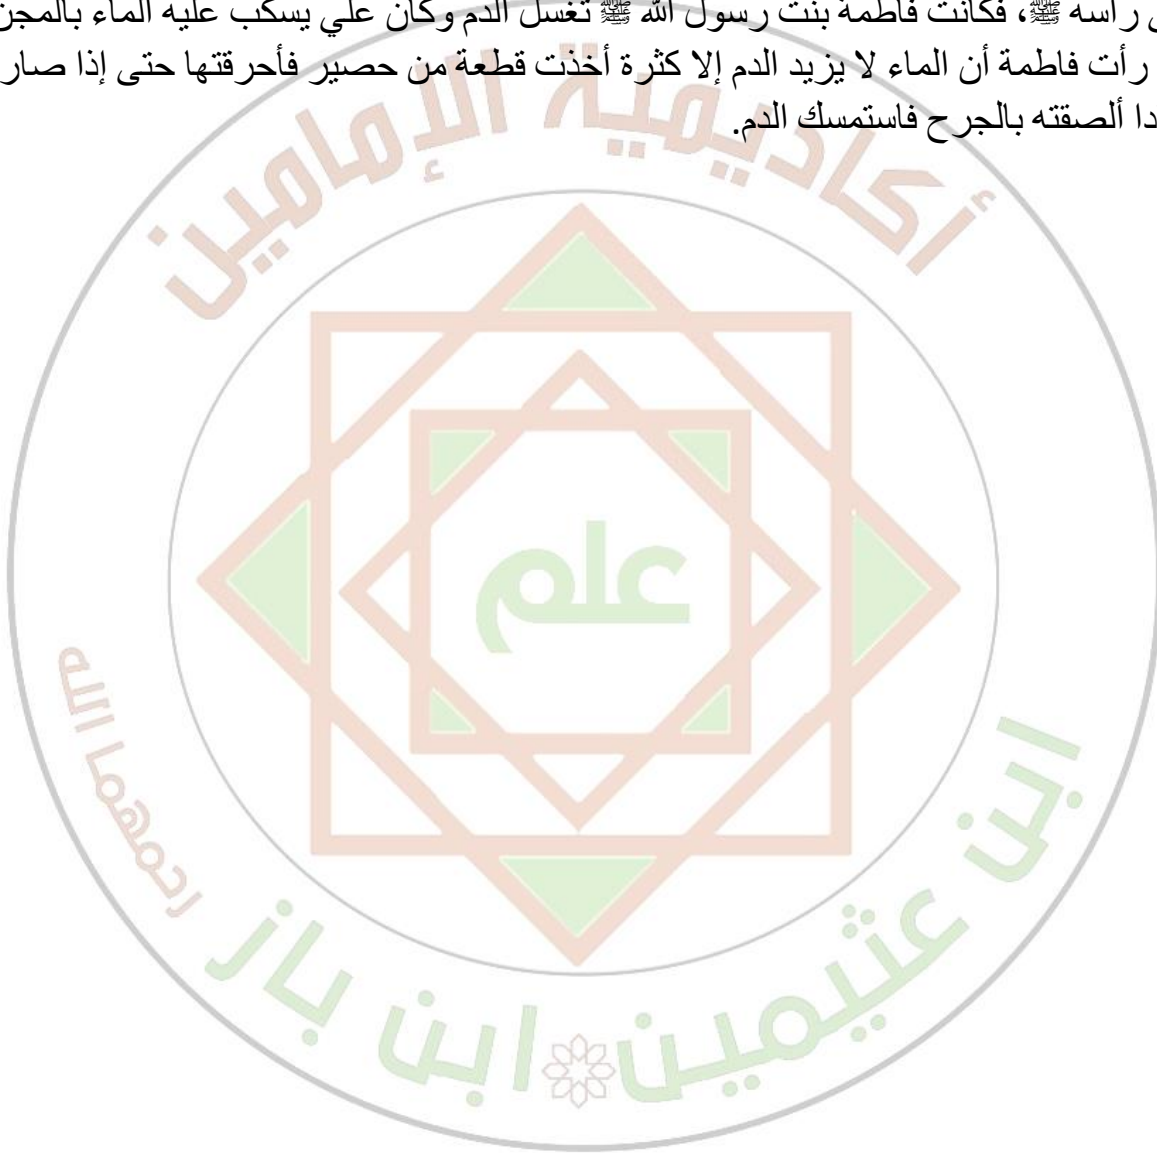 رأسه ﷺ، فكانت فاطمة بنت رسول الله ﷺ تغسل الدم وكان علي يسكب عليه الماء بالمجن
رأت فاطمة أن الماء لا يزيد الدم إلا كثرة أخذت قطعة من حصير فأحرقتها حتى إذا صار
دا ألصقته بالجرح فاستمسك الدم.
أكاديمية الإمامين
علم
ابن عثيمين ابن باز
رحمهما الله